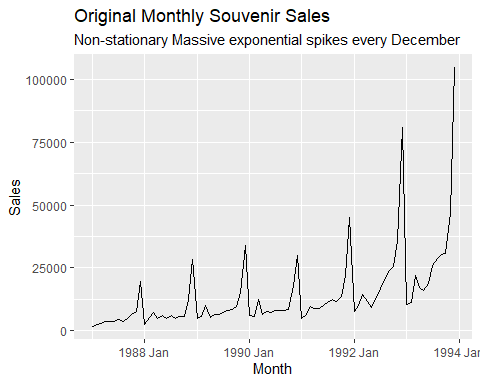 Original Monthly Souvenir Sales
Non-stationary Massive exponential spikes every December
100000
75000
50000
25000
0
Sales
1988 Jan 1990 Jan 1992 Jan 1994 Jan
Month